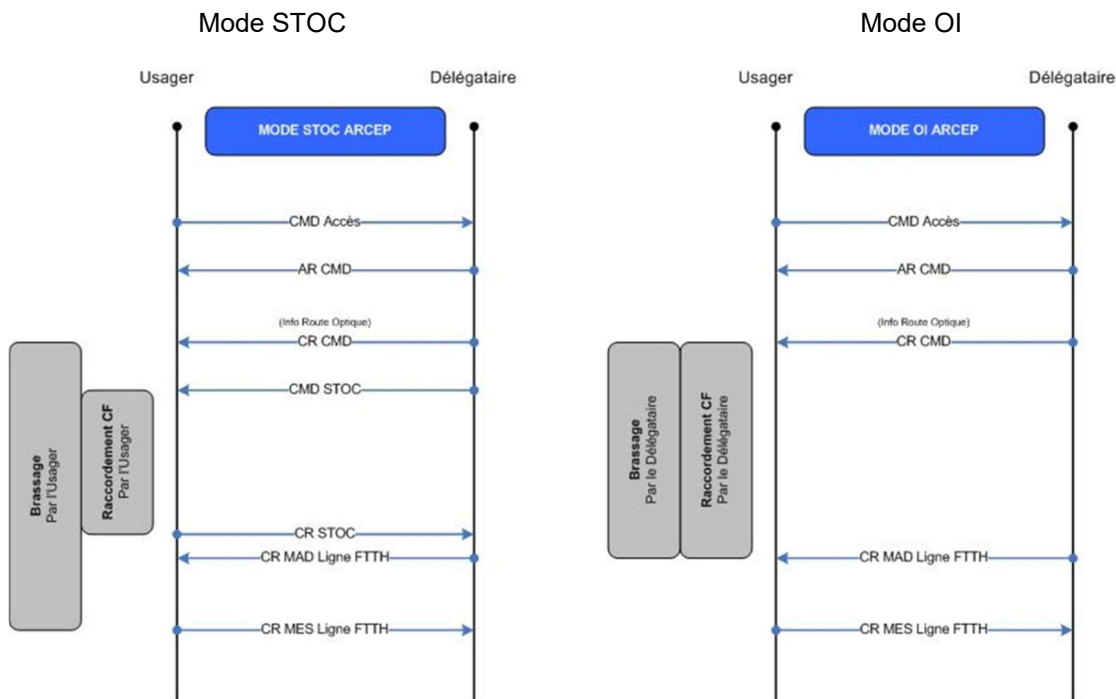 Mode STOC
Usager
Délégataire
MODE STOC ARCEP
CMD Accès
AR CMD
(Info Route Optique)
CR CMD
CMD STOC
Brassage
Par l'Usager
Raccordement CF
Par l'Usager
CR STOC
CR MAD Ligne FTTH
CR MES Ligne FTTH
Mode OI
Usager
Délégataire
MODE OI ARCEP
CMD Accès
AR CMD
(Info Route Optique)
CR CMD
Brassage
Par le Délégataire
Raccordement CF
Par le Délégataire
CR MAD Ligne FTTH
CR MES Ligne FTTH